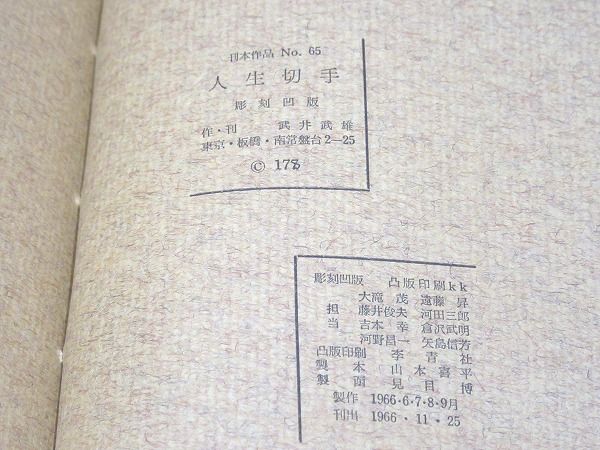 刊本作品 No. 65
人生切手
彫刻凹版
作・刊 武井武雄
東京・板橋・南常盤台2—25
© 178
彫刻凹版 凸版印刷kk
大滝 茂 遠藤 昇
担 藤井俊夫 河田三郎
当 吉本 幸 倉沢武明
河野昌一 矢島信芳
凸版印刷 李青社
製本 山本喜平
製函 見目博
製作 1966・6・7・8・9月
刊出 1966・11・25